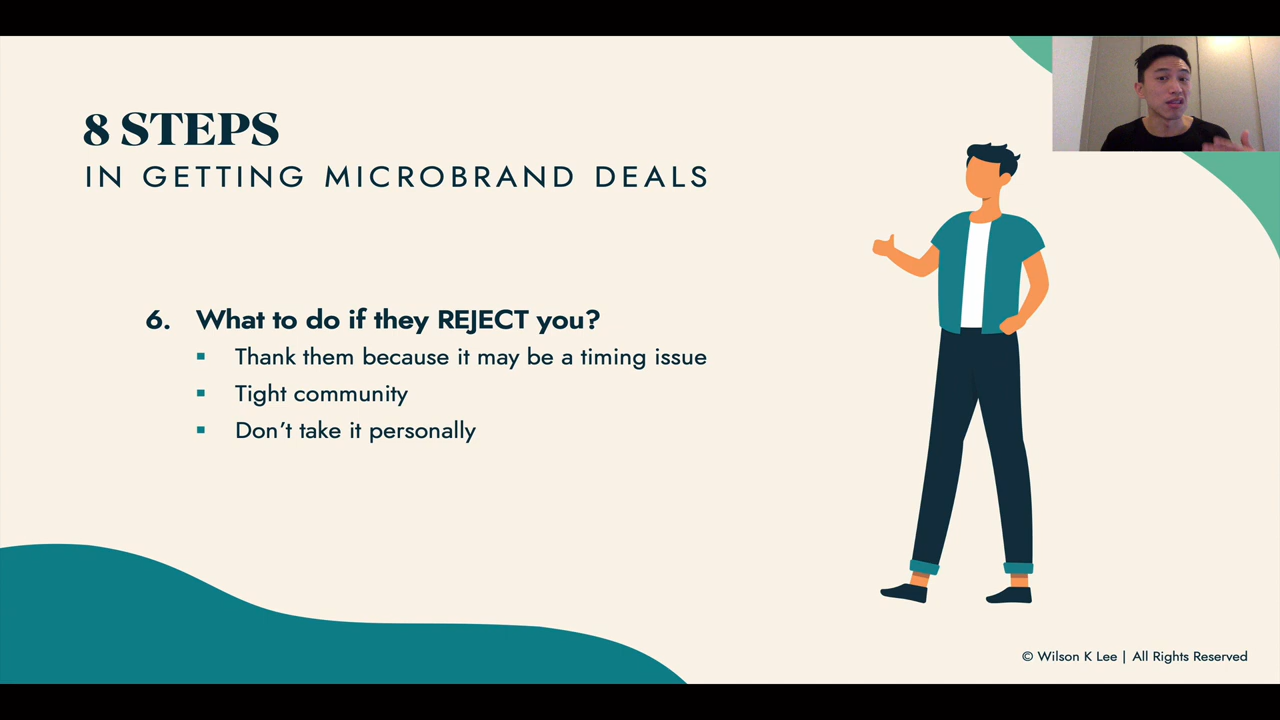 8 STEPS
IN GETTING MICROBRAND DEALS
6. What to do if they REJECT you?
▪ Thank them because it may be a timing issue
▪ Tight community
▪ Don’t take it personally
© Wilson K Lee | All Rights Reserved